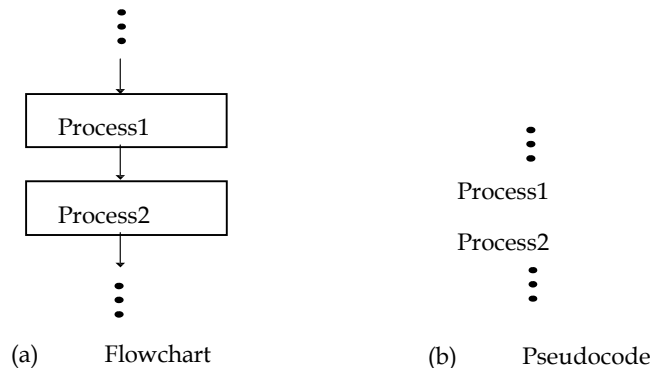 Process1
Process2
Process1
Process2
(a) Flowchart
(b) Pseudocode